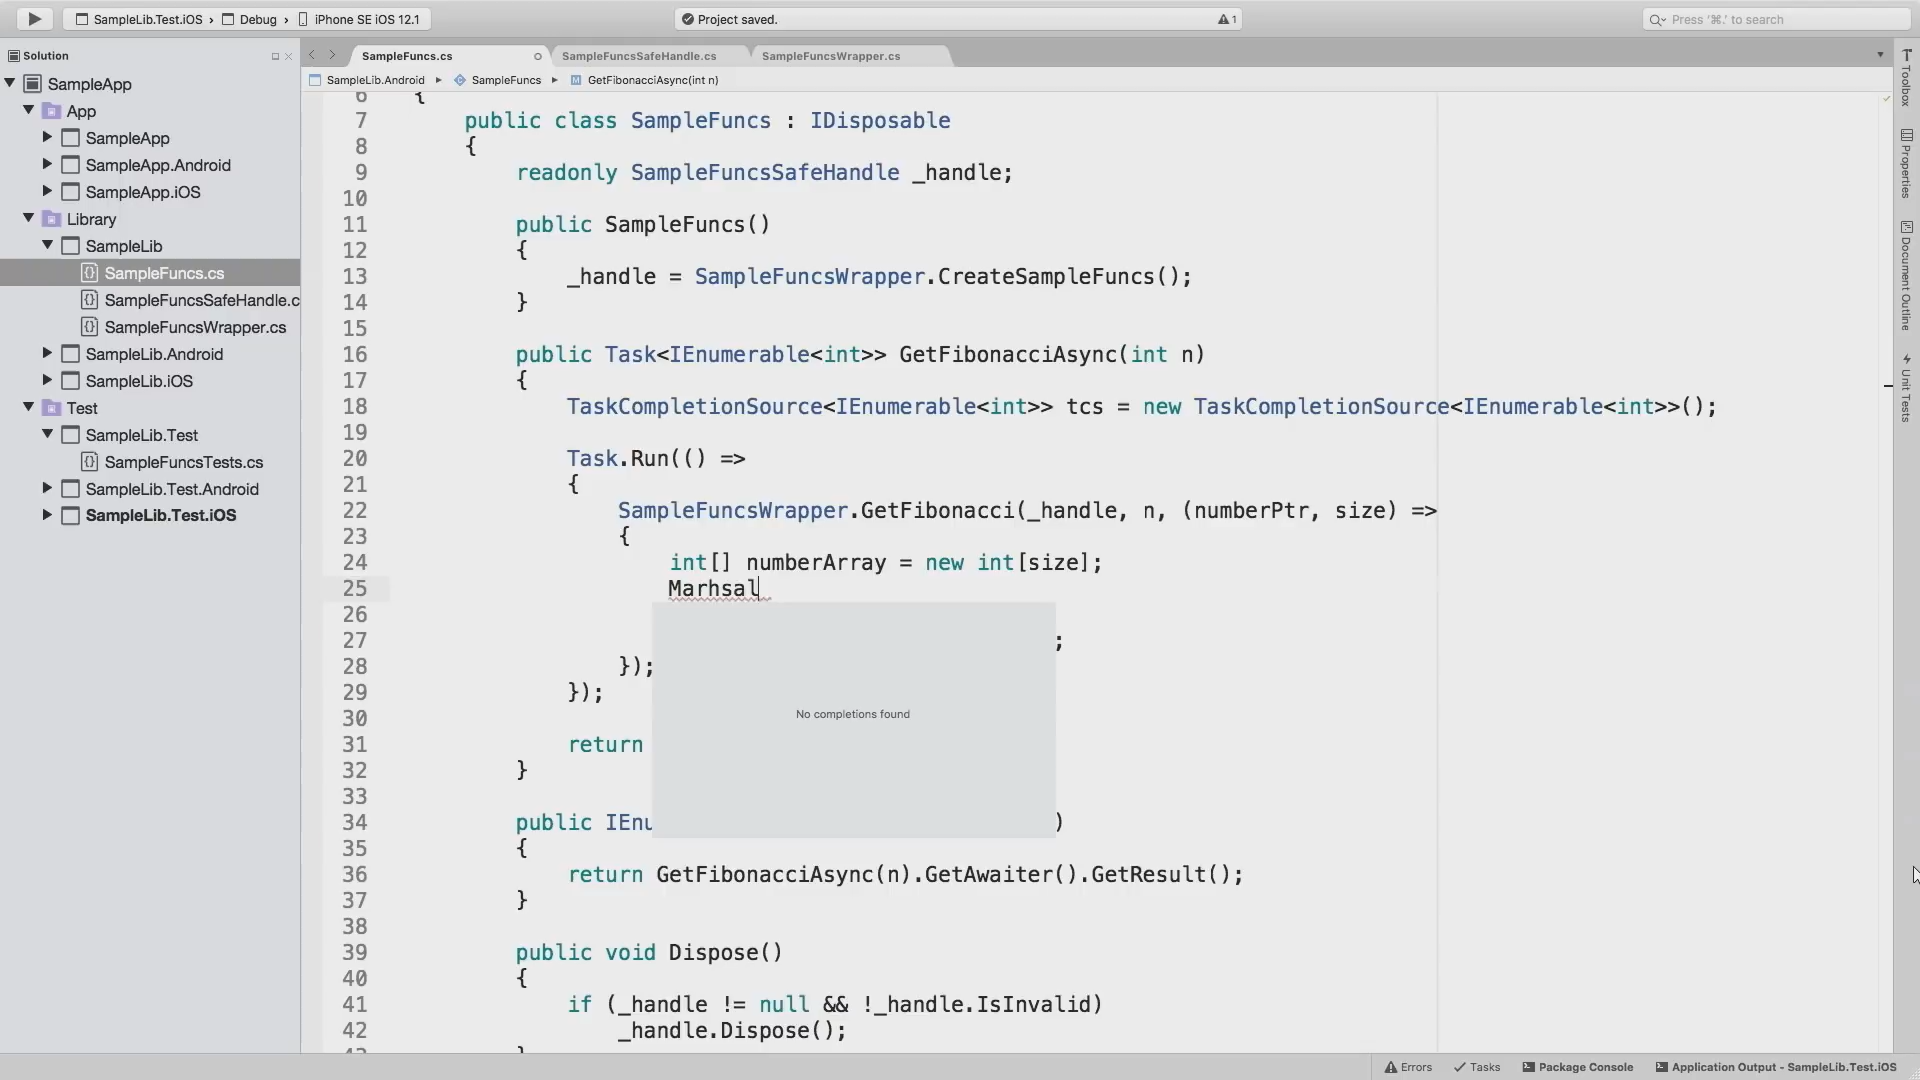 SampleLib.Test.iOS › Debug › iPhone SE iOS 12.1
Project saved.
1
Press '⌘.' to search
Solution
SampleApp
App
SampleApp
SampleApp.Android
SampleApp.iOS
Library
SampleLib
SampleFuncs.cs
SampleFuncsSafeHandle.c
SampleFuncsWrapper.cs
SampleLib.Android
SampleLib.iOS
Test
SampleLib.Test
SampleFuncsTests.cs
SampleLib.Test.Android
SampleLib.Test.iOS
SampleFuncs.cs
SampleFuncsSafeHandle.cs
SampleFuncsWrapper.cs
SampleLib.Android ▸ SampleFuncs ▸ GetFibonacciAsync(int n)
6 {
7 public class SampleFuncs : IDisposable
8 {
9 readonly SampleFuncsSafeHandle _handle;
10
11 public SampleFuncs()
12 {
13 _handle = SampleFuncsWrapper.CreateSampleFuncs();
14 }
15
16 public Task<IEnumerable<int>> GetFibonacciAsync(int n)
17 {
18 TaskCompletionSource<IEnumerable<int>> tcs = new TaskCompletionSource<IEnumerable<int>>();
19
20 Task.Run(() =>
21 {
22 SampleFuncsWrapper.GetFibonacci(_handle, n, (numberPtr, size) =>
23 {
24 int[] numberArray = new int[size];
25 Marhsal
26
27 ;
28 });
29 });
30
31 return
32 }
33
34 public IEnu )
35 {
36 return GetFibonacciAsync(n).GetAwaiter().GetResult();
37 }
38
39 public void Dispose()
40 {
41 if (_handle != null && !_handle.IsInvalid)
42 _handle.Dispose();
43 }
No completions found
Toolbox
Properties
Document Outline
Unit Tests
Errors
Tasks
Package Console
Application Output - SampleLib.Test.iOS